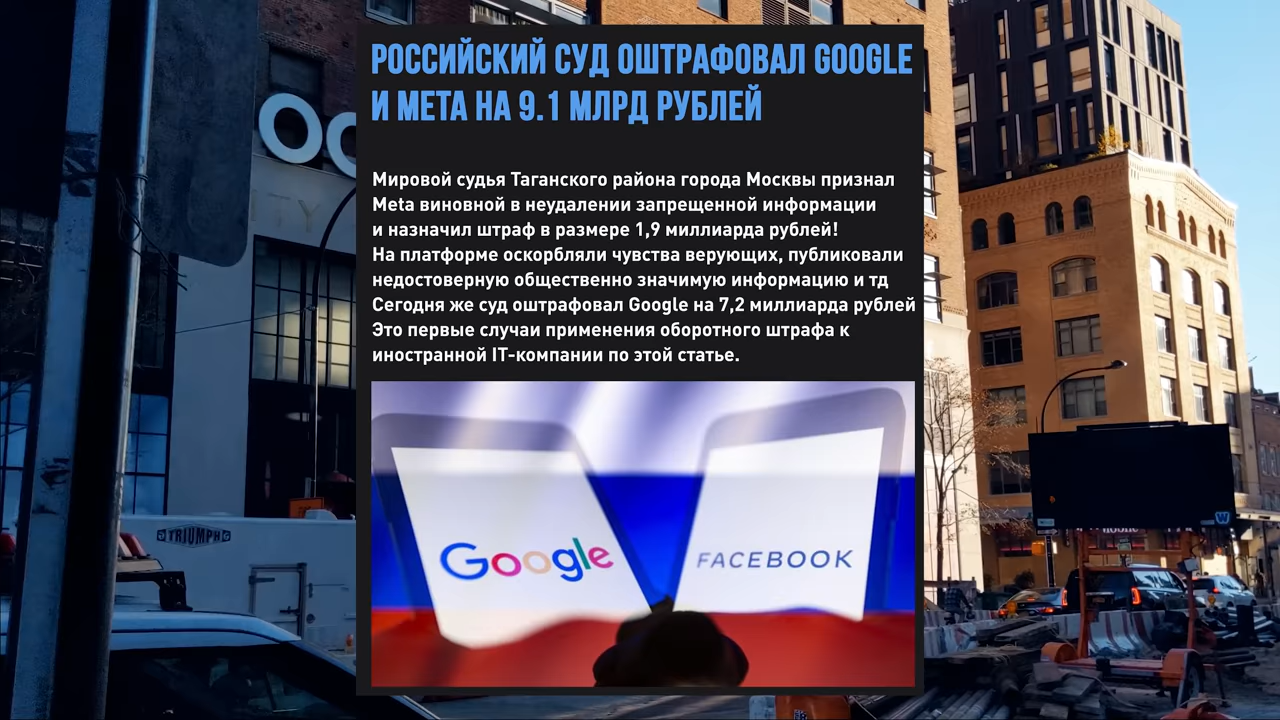 РОССИЙСКИЙ СУД ОШТРАФОВАЛ GOOGLE
И МЕТА НА 9.1 МЛРД РУБЛЕЙ
Мировой судья Таганского района города Москвы признал
Meta виновной в неудалении запрещенной информации
и назначил штраф в размере 1,9 миллиарда рублей!
На платформе оскорбляли чувства верующих, публиковали
недостоверную общественно значимую информацию и тд
Сегодня же суд оштрафовал Google на 7,2 миллиарда рублей
Это первые случаи применения оборотного штрафа к
иностранной IT-компании по этой статье.
Google
FACEBOOK
TRIUMPH
W